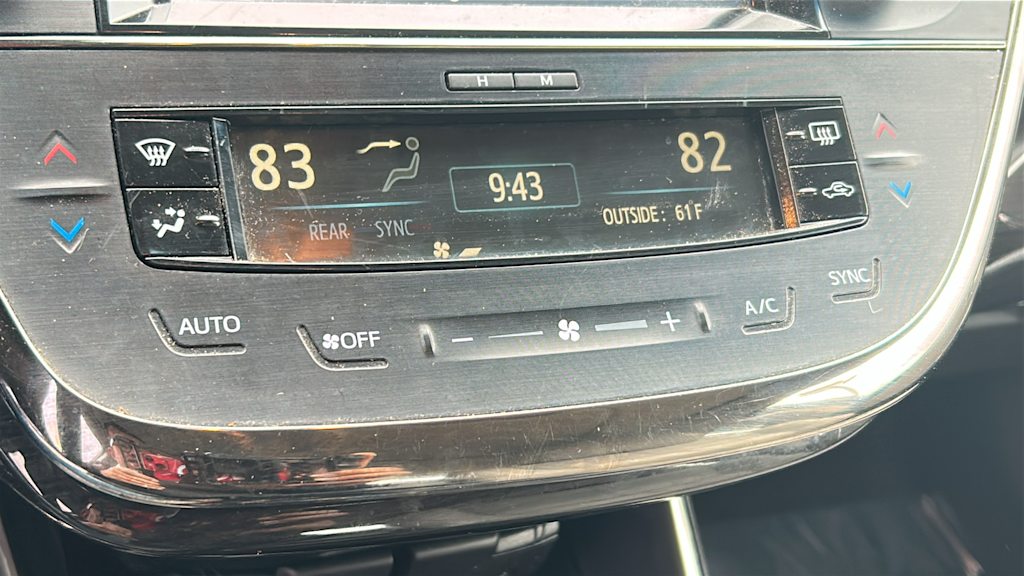 H M
83 82
9:43
OUTSIDE: 61F
REAR SYNC
AUTO OFF − + A/C SYNC